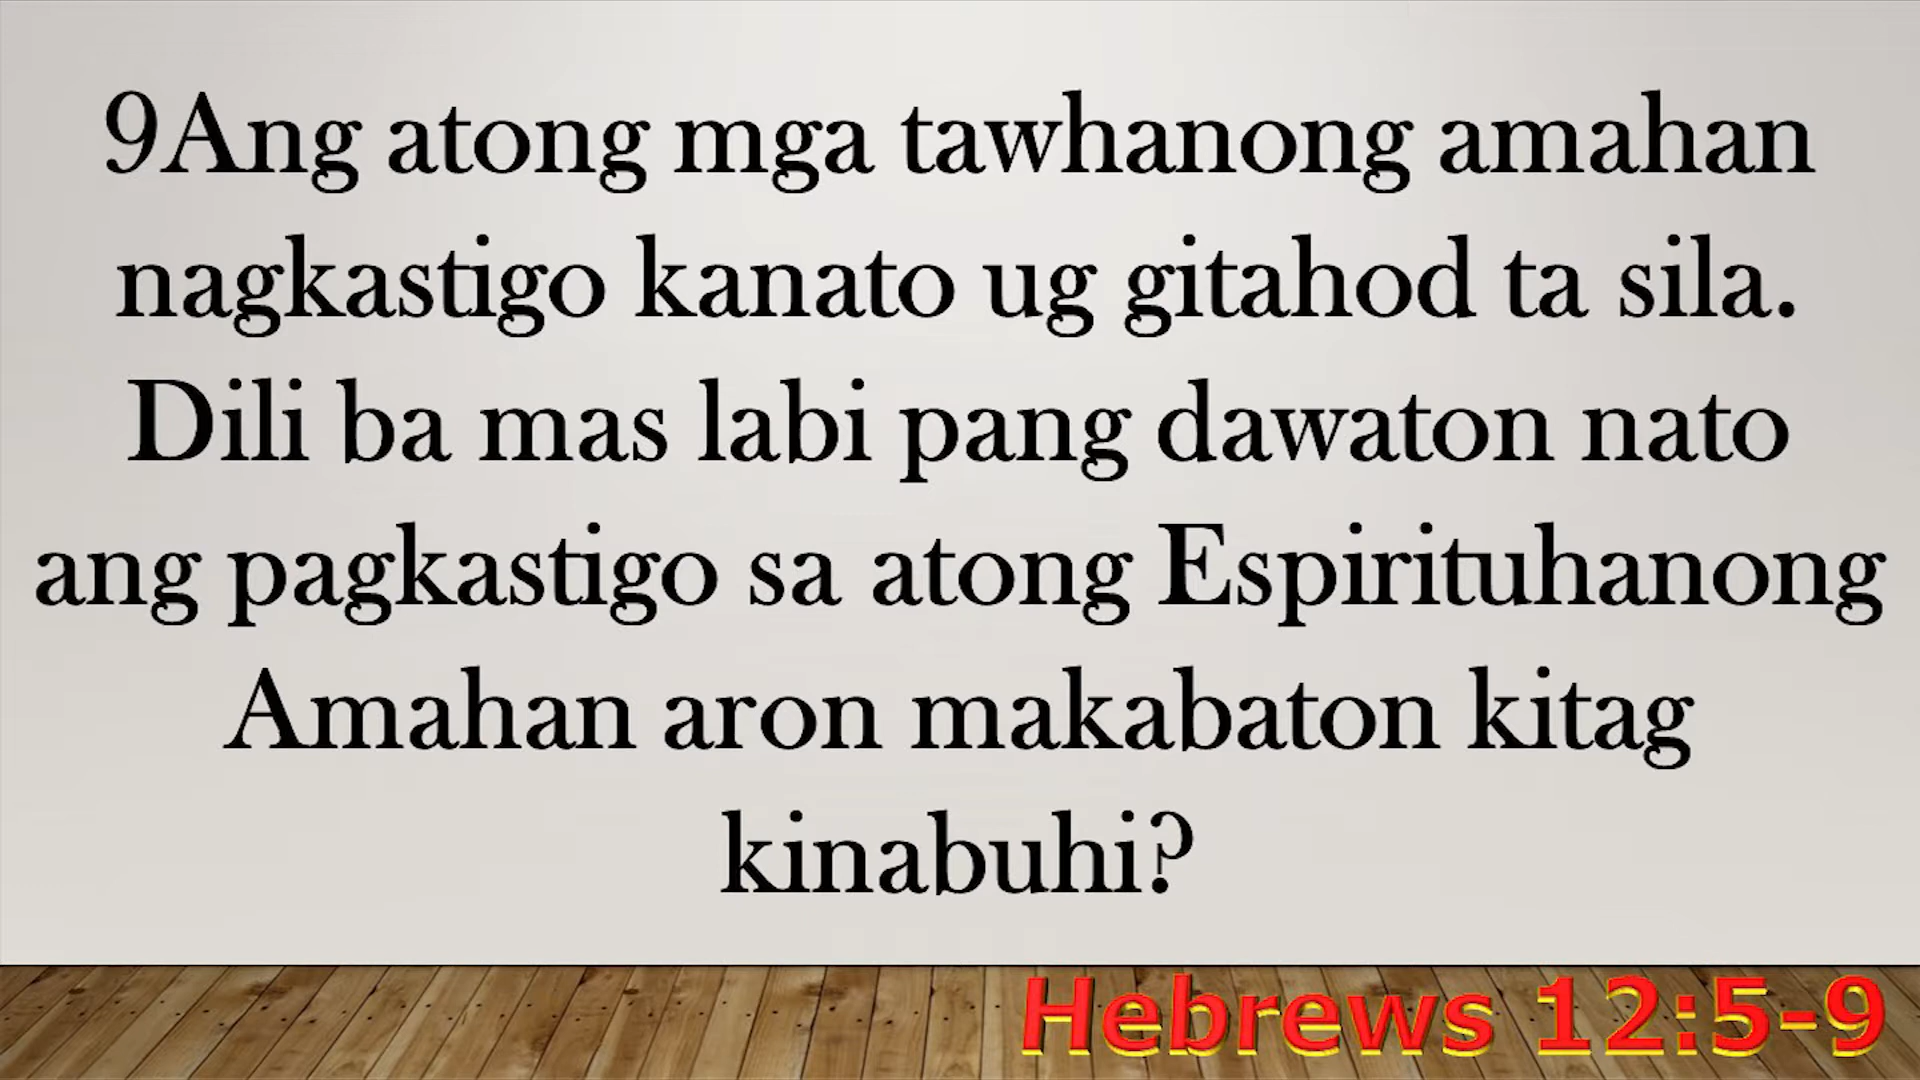 9Ang atong mga tawhanong amahan
nagkastigo kanato ug gitahod ta sila.
Dili ba mas labi pang dawaton nato
ang pagkastigo sa atong Espirituhanong
Amahan aron makabaton kitag
kinabuhi?
Hebrews 12:5-9